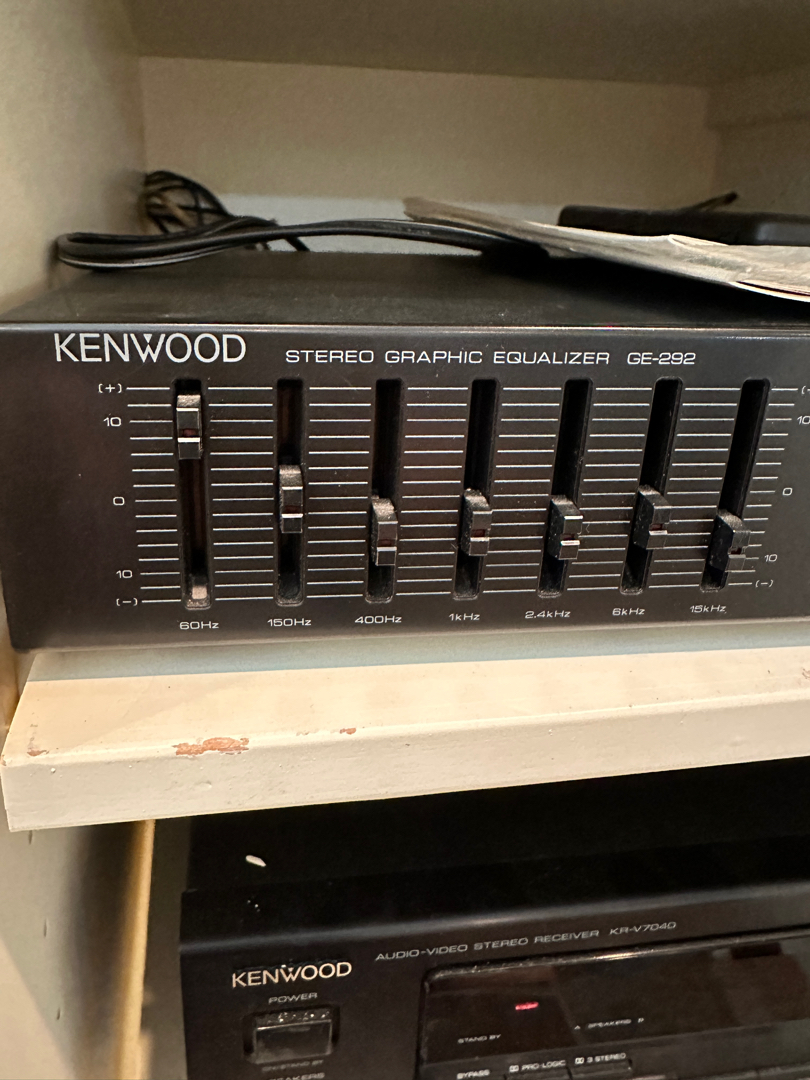 KENWOOD STEREO GRAPHIC EQUALIZER GE-292
(+)
10 10
0 0
10 10
(-) (-)
60Hz 150Hz 400Hz 1kHz 2.4kHz 6kHz 15kHz
AUDIO-VIDEO STEREO RECEIVER KR-V7040
KENWOOD
POWER
STAND BY SPEEAKERS
BYPASS PRO·LOGIC 3 STEREO